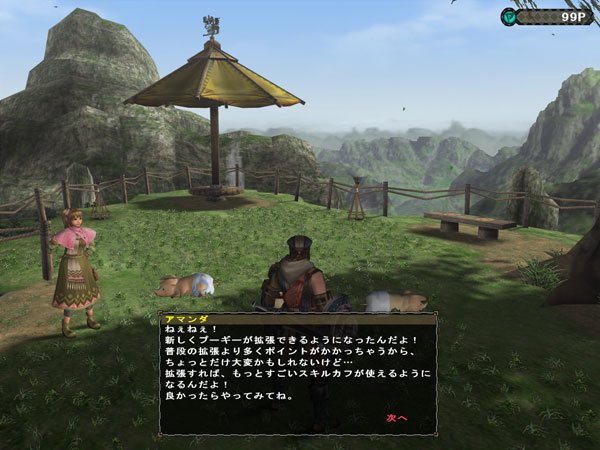 99P
アマンダ
ねぇねぇ!
新しくプーギーが拡張できるようになったんだよ!
普段の拡張より多くポイントがかかっちゃうから、
ちょっとだけ大変かもしれないけど…
拡張すれば、もっとすごいスキルカフが使えるように
なるんだよ!
良かったらやってみてね。
次へ